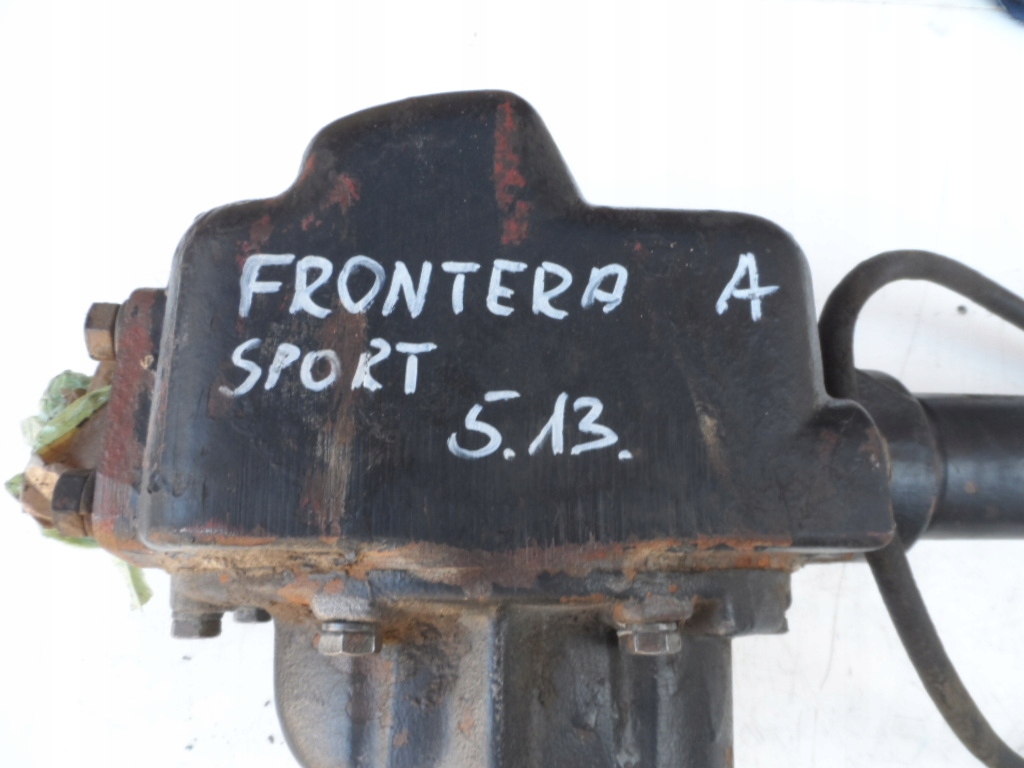 FRONTERA A
SPORT
5.13.